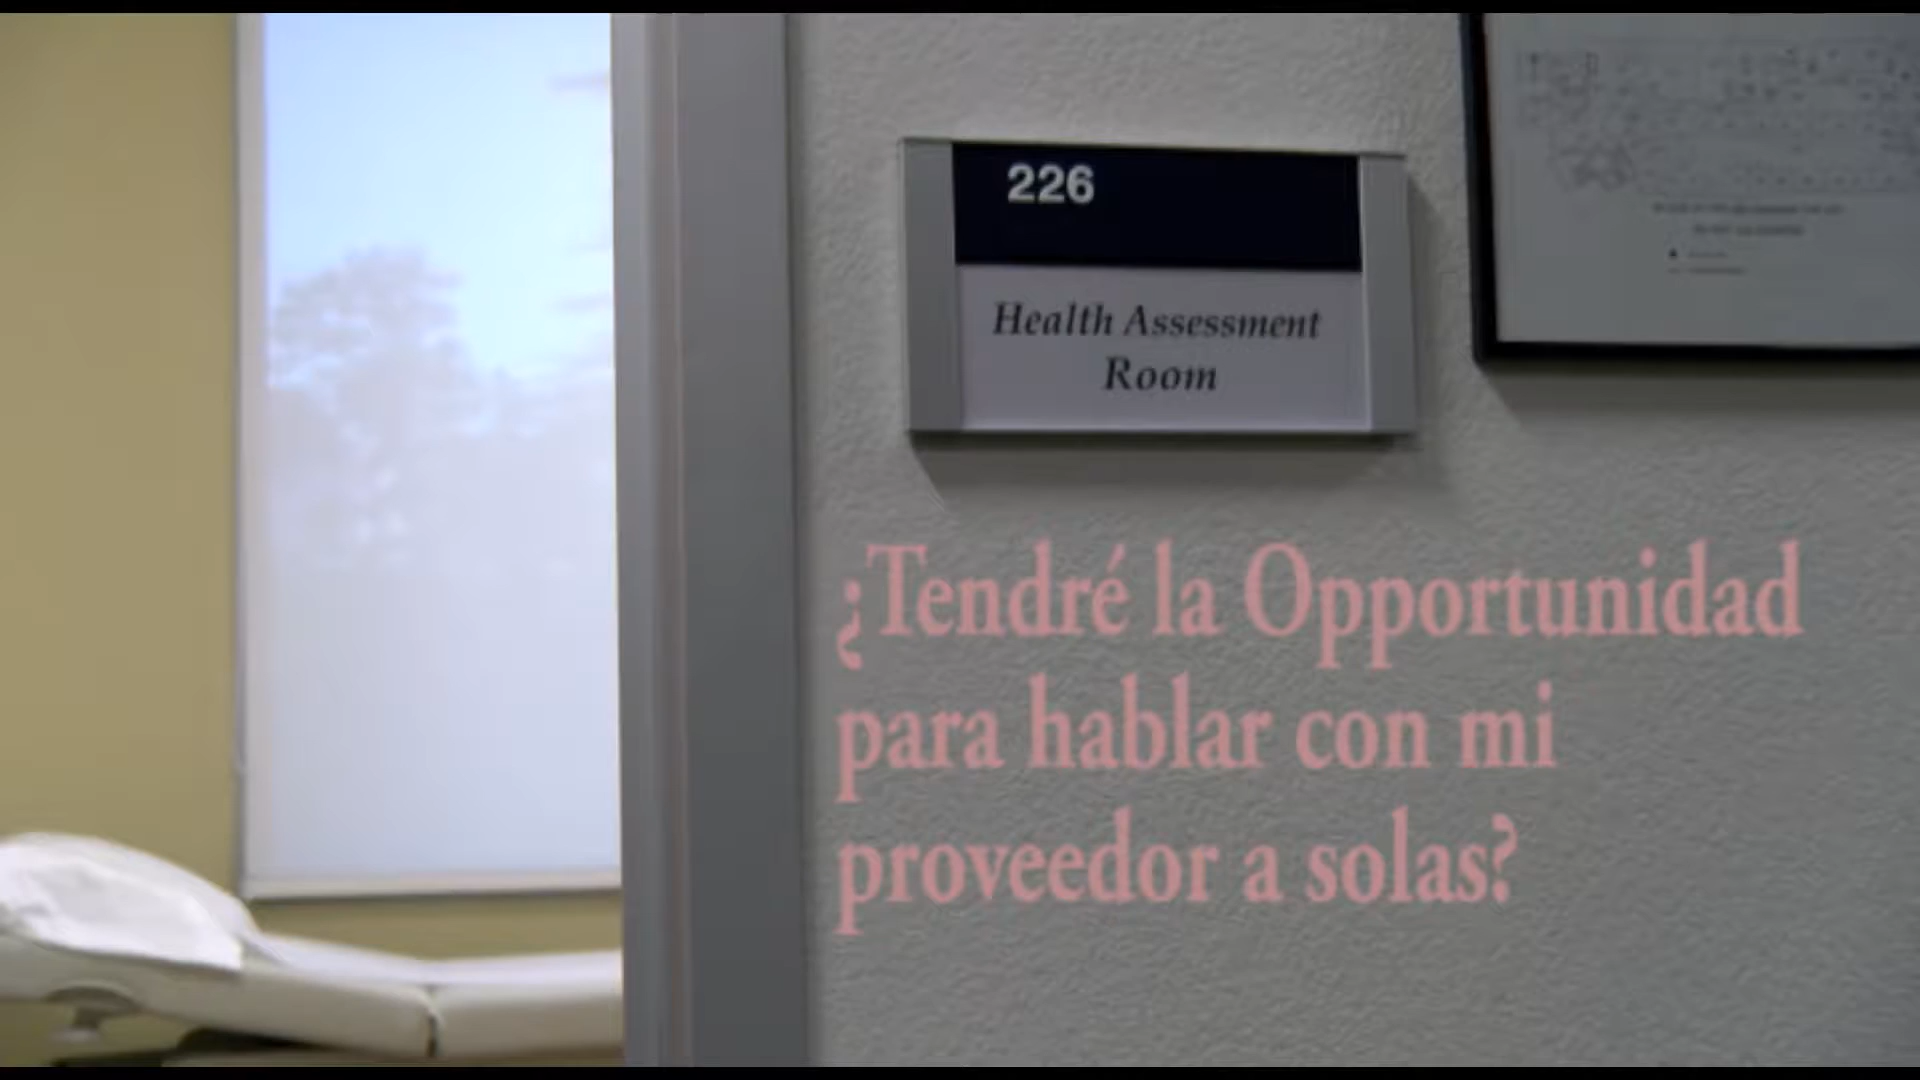 226
Health Assessment
Room
¿Tendré la Opportunidad
para hablar con mi
proveedor a solas?